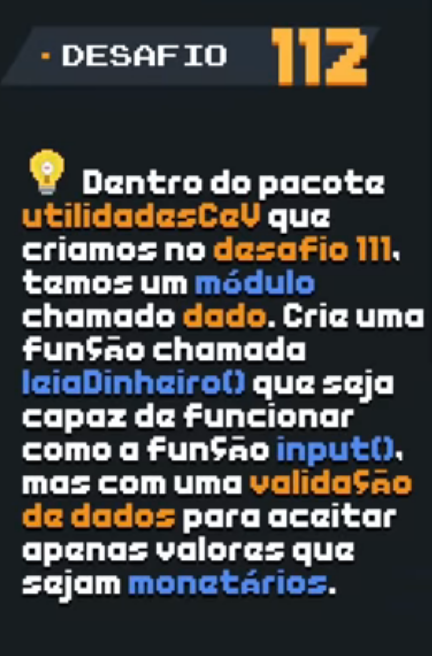 · DESAFIO 112
Dentro do pacote
utilidadesCeV que
criamos no desafio 111,
temos um módulo
chamado dado. Crie uma
função chamada
leiaDinheiro() que seja
capaz de funcionar
como a função input(),
mas com uma validação
de dados para aceitar
apenas valores que
sejam monetários.